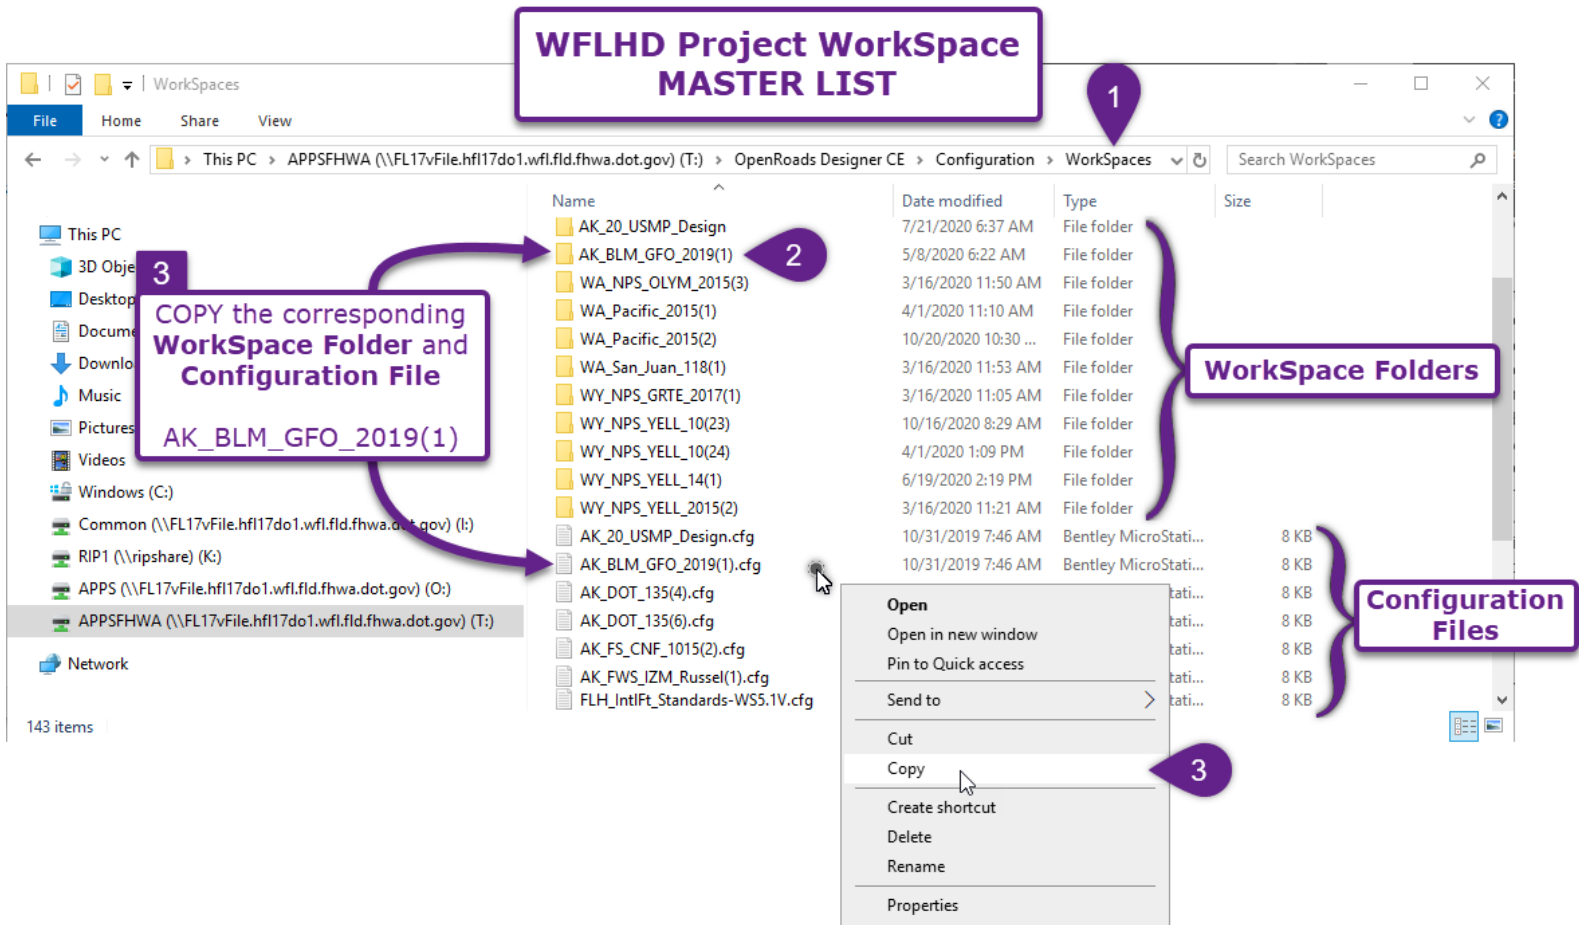 WFLHD Project WorkSpace
MASTER LIST
WorkSpaces
1
File Home Share View
This PC > APPSFHWA (\\FL17vFile.hfl17do1.wfl.fld.fhwa.dot.gov) (T:) > OpenRoads Designer CE > Configuration > WorkSpaces
Search WorkSpaces
Name Date modified Type Size
This PC
3D Obje
Desktop
Docume
Downlo
Music
Pictures
Videos
Windows (C:)
Common (\\FL17vFile.hfl17do1.wfl.fld.fhwa.dot.gov) (I:)
RIP1 (\\ripshare) (K:)
APPS (\\FL17vFile.hfl17do1.wfl.fld.fhwa.dot.gov) (O:)
APPSFHWA (\\FL17vFile.hfl17do1.wfl.fld.fhwa.dot.gov) (T:)
Network
143 items
3
COPY the corresponding
WorkSpace Folder and
Configuration File
AK_BLM_GFO_2019(1)
AK_20_USMP_Design 7/21/2020 6:37 AM File folder
AK_BLM_GFO_2019(1) 5/8/2020 6:22 AM File folder
2
WA_NPS_OLYM_2015(3) 3/16/2020 11:50 AM File folder
WA_Pacific_2015(1) 4/1/2020 11:10 AM File folder
WA_Pacific_2015(2) 10/20/2020 10:30 ... File folder
WA_San_Juan_118(1) 3/16/2020 11:53 AM File folder
WY_NPS_GRTE_2017(1) 3/16/2020 11:05 AM File folder
WY_NPS_YELL_10(23) 10/16/2020 8:29 AM File folder
WY_NPS_YELL_10(24) 4/1/2020 1:09 PM File folder
WY_NPS_YELL_14(1) 6/19/2020 2:19 PM File folder
WY_NPS_YELL_2015(2) 3/16/2020 11:21 AM File folder
AK_20_USMP_Design.cfg 10/31/2019 7:46 AM Bentley MicroStati... 8 KB
AK_BLM_GFO_2019(1).cfg 10/31/2019 7:46 AM Bentley MicroStati... 8 KB
AK_DOT_135(4).cfg tati... 8 KB
AK_DOT_135(6).cfg tati... 8 KB
AK_FS_CNF_1015(2).cfg tati... 8 KB
AK_FWS_IZM_Russel(1).cfg tati... 8 KB
FLH_IntlFt_Standards-WS5.1V.cfg tati... 8 KB
WorkSpace Folders
Configuration
Files
Open
Open in new window
Pin to Quick access
Send to
Cut
Copy
3
Create shortcut
Delete
Rename
Properties